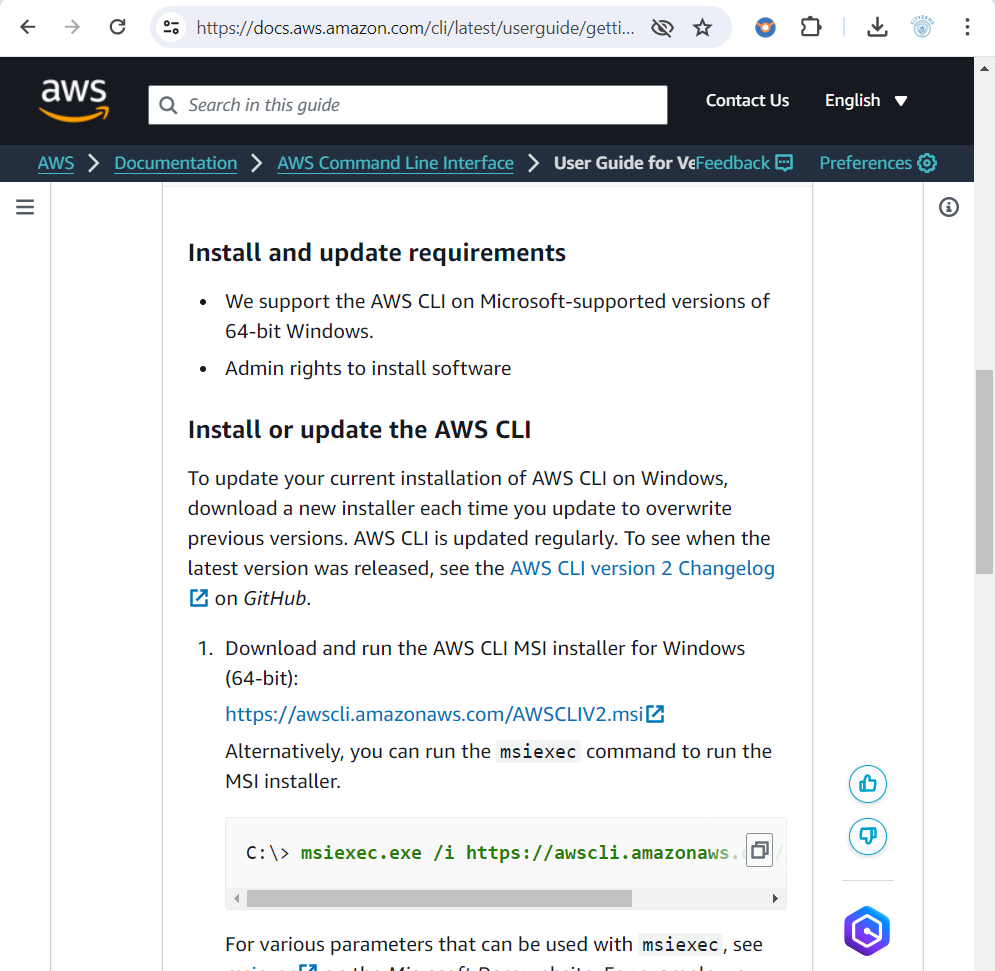 https://docs.aws.amazon.com/cli/latest/userguide/getti...
aws
Search in this guide
Contact Us
English
AWS
Documentation
AWS Command Line Interface
User Guide for Ve
Feedback
Preferences
Install and update requirements
• We support the AWS CLI on Microsoft-supported versions of
64-bit Windows.
• Admin rights to install software
Install or update the AWS CLI
To update your current installation of AWS CLI on Windows,
download a new installer each time you update to overwrite
previous versions. AWS CLI is updated regularly. To see when the
latest version was released, see the AWS CLI version 2 Changelog
on GitHub.
1. Download and run the AWS CLI MSI installer for Windows
(64-bit):
https://awscli.amazonaws.com/AWSCLIV2.msi
Alternatively, you can run the msiexec command to run the
MSI installer.
C:\> msiexec.exe /i https://awscli.amazonaws.
For various parameters that can be used with msiexec, see